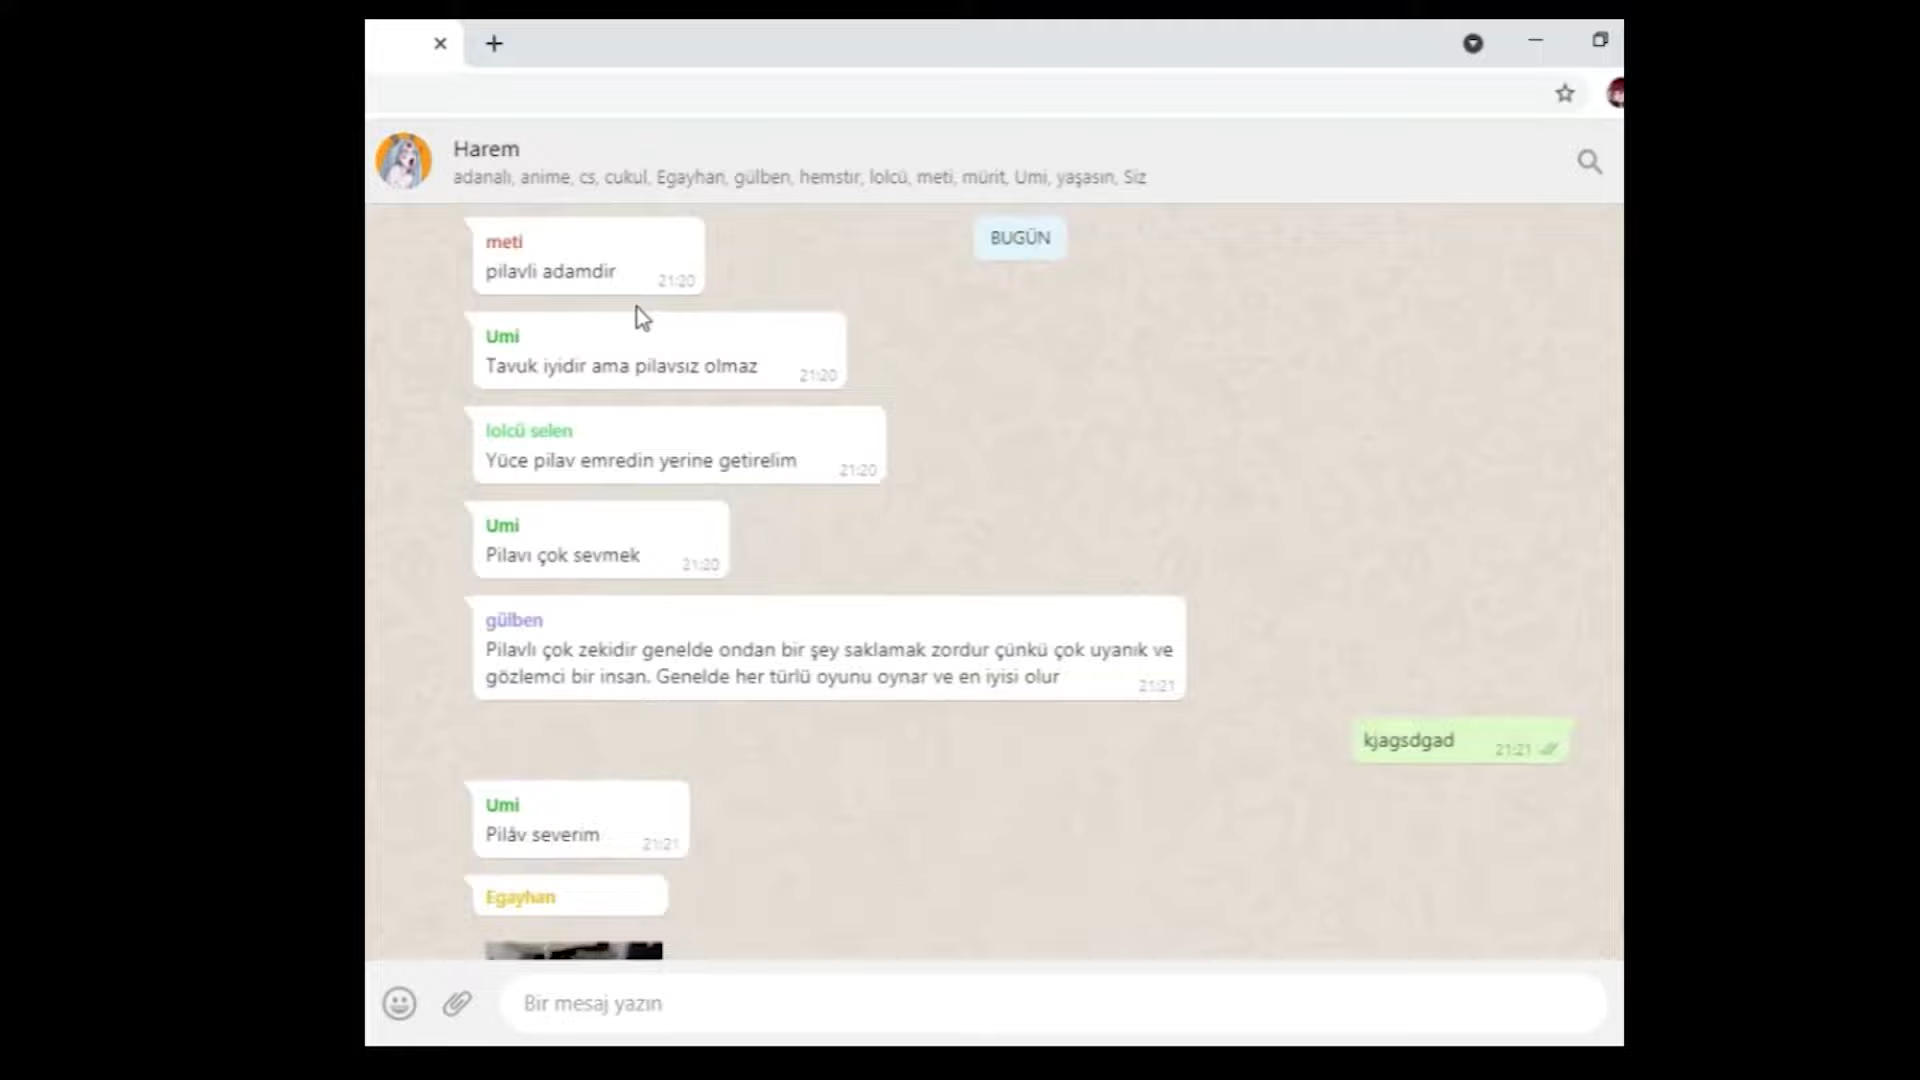 Harem
adanalı, anime, cs, cukul, Egayhan, gülben, hemstır, lolcü, meti, mürit, Umi, yaşasın, Siz
BUGÜN
meti
pilavli adamdir
21:20
Umi
Tavuk iyidir ama pilavsız olmaz
21:20
lolcü selen
Yüce pilav emredin yerine getirelim
21:20
Umi
Pilavı çok sevmek
21:20
gülben
Pilavlı çok zekidir genelde ondan bir şey saklamak zordur çünkü çok uyanık ve
gözlemci bir insan. Genelde her türlü oyunu oynar ve en iyisi olur
21:21
kjagsdgad
21:21
Umi
Pilâv severim
21:21
Egayhan
Bir mesaj yazın